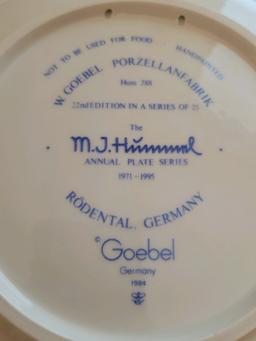 NOT TO BE USED FOR FOOD HANDPAINTED
W. GOEBEL PORZELLANFABRIK
Hum 288
22nd EDITION IN A SERIES OF 25
The
M.J. Hummel
ANNUAL PLATE SERIES
1971-1995
RÖDENTAL, GERMANY
© Goebel
Germany
1984